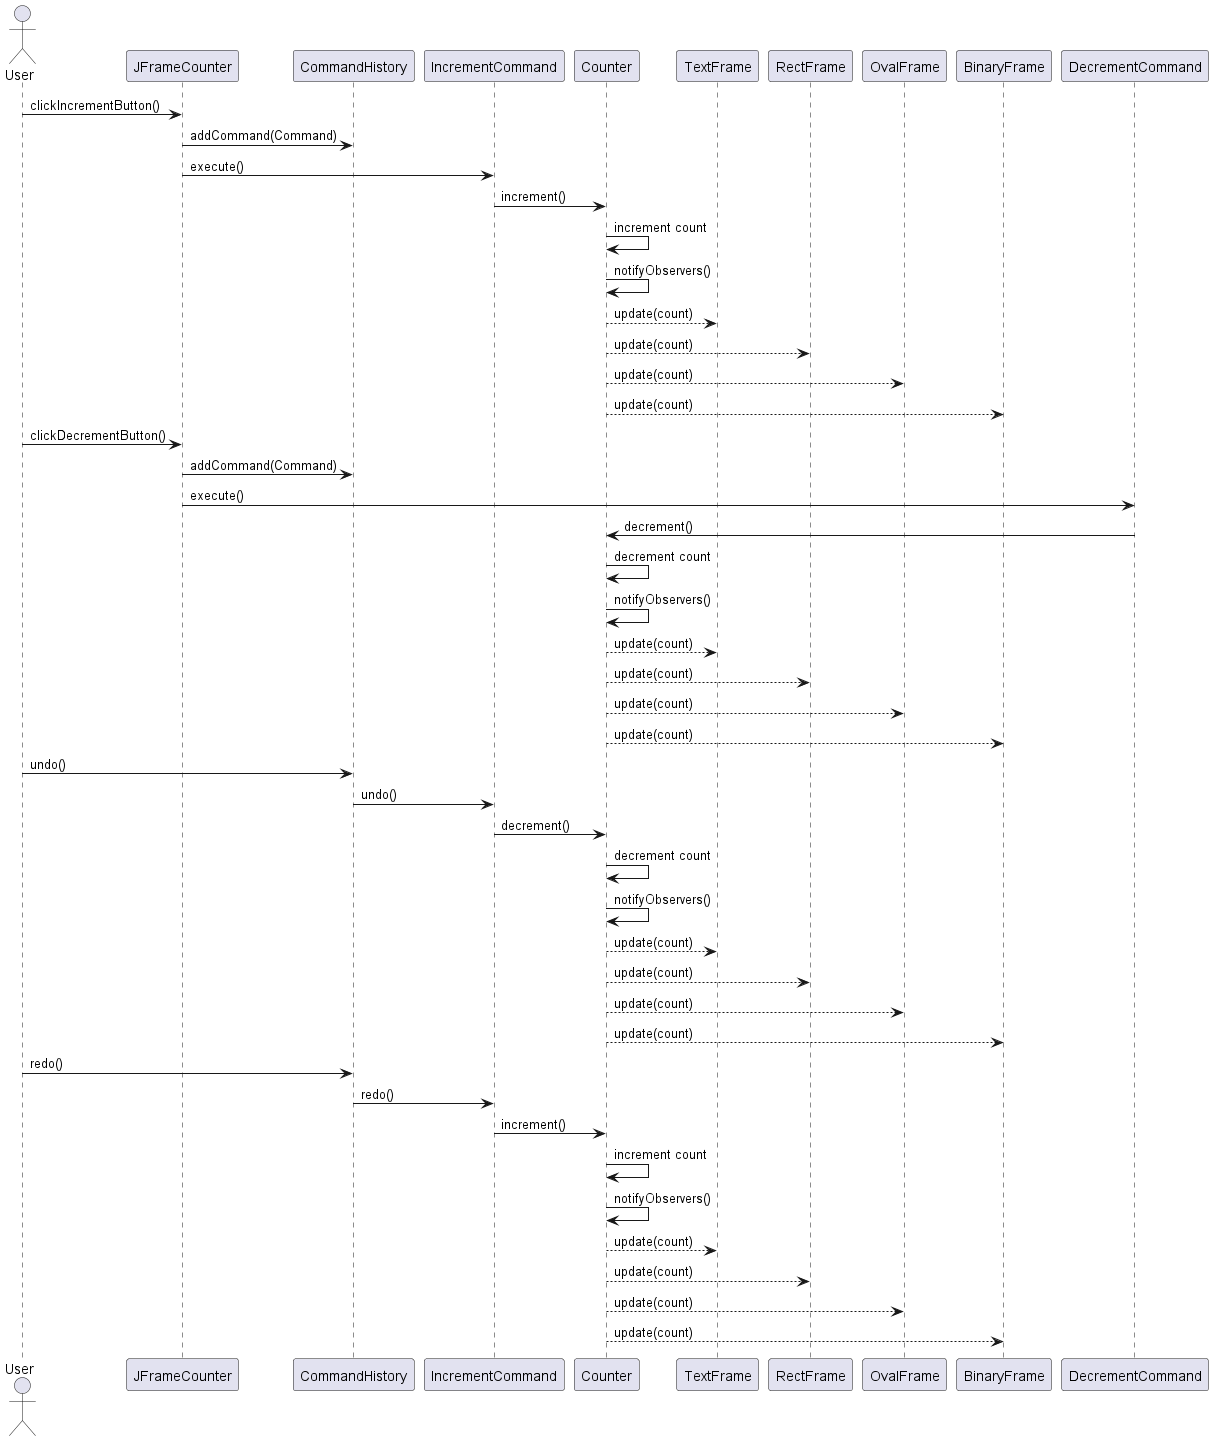 User
JFrameCounter CommandHistory IncrementCommand Counter TextFrame RectFrame OvalFrame BinaryFrame DecrementCommand
clickIncrementButton()
addCommand(Command)
execute()
increment()
increment count
notifyObservers()
update(count)
update(count)
update(count)
update(count)
clickDecrementButton()
addCommand(Command)
execute()
decrement()
decrement count
notifyObservers()
update(count)
update(count)
update(count)
update(count)
undo()
undo()
decrement()
decrement count
notifyObservers()
update(count)
update(count)
update(count)
update(count)
redo()
redo()
increment()
increment count
notifyObservers()
update(count)
update(count)
update(count)
update(count)
User
JFrameCounter CommandHistory IncrementCommand Counter TextFrame RectFrame OvalFrame BinaryFrame DecrementCommand